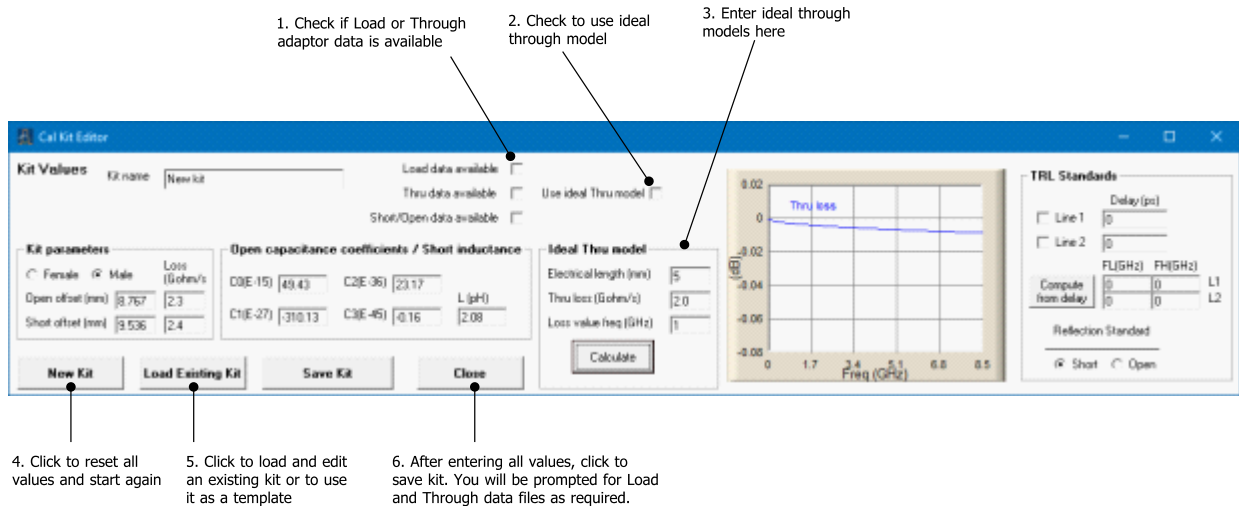 1. Check if Load or Through
adaptor data is available
2. Check to use ideal
through model
3. Enter ideal through
models here
Cal Kit Editor
Kit Values
Kit name
New kit
Load data available
Thru data available
Short/Open data available
Use ideal Thru model
Kit parameters
Female
Male
Loss
(Gohm/s
Open offset (mm)
8.767
2.3
Short offset (mm)
9.536
2.4
Open capacitance coefficients / Short inductance
C0(E-15)
49.43
C2(E-36)
23.17
C1(E-27)
-310.13
C3(E-45)
-0.16
L (pH)
2.08
Ideal Thru model
Electrical length (mm)
5
Thru loss (Gohm/s)
2.0
Loss value freq (GHz)
1
Calculate
New Kit
Load Existing Kit
Save Kit
Close
Thru loss
(dB)
0.02
0
-0.02
-0.04
-0.06
-0.08
0
1.7
3.4
5.1
6.8
8.5
Freq (GHz)
TRL Standards
Delay (ps)
Line 1
0
Line 2
0
FL(GHz)
FH(GHz)
Compute
from delay
0
0
L1
0
0
L2
Reflection Standard
Short
Open
4. Click to reset all
values and start again
5. Click to load and edit
an existing kit or to use
it as a template
6. After entering all values, click to
save kit. You will be prompted for Load
and Through data files as required.